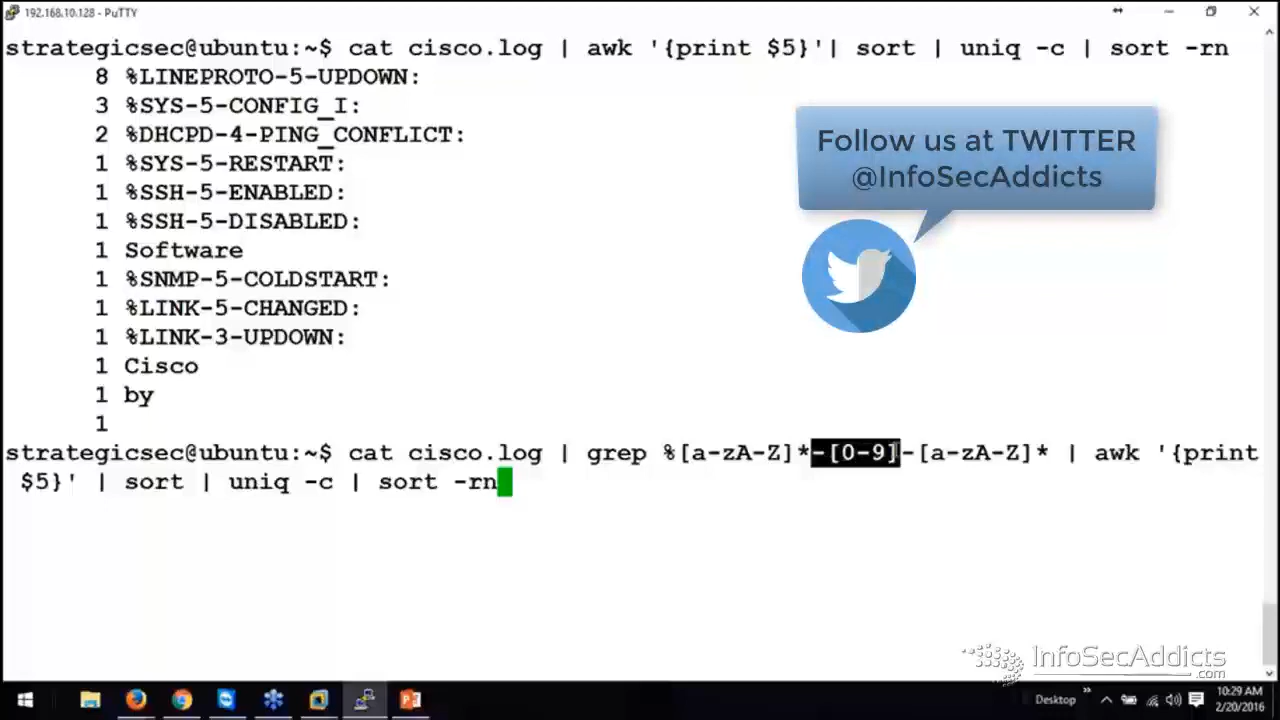 192.168.10.128 - PuTTY
strategicsec@ubuntu:~$ cat cisco.log | awk '{print $5}'| sort | uniq -c | sort -rn
8 %LINEPROTO-5-UPDOWN:
3 %SYS-5-CONFIG_I:
2 %DHCPD-4-PING_CONFLICT:
1 %SYS-5-RESTART:
1 %SSH-5-ENABLED:
1 %SSH-5-DISABLED:
1 Software
1 %SNMP-5-COLDSTART:
1 %LINK-5-CHANGED:
1 %LINK-3-UPDOWN:
1 Cisco
1 by
1
Follow us at TWITTER
@InfoSecAddicts
strategicsec@ubuntu:~$ cat cisco.log | grep %[a-zA-Z]*-[0-9]-[a-zA-Z]* | awk '{print
$5}' | sort | uniq -c | sort -rn
InfoSecAddicts
.com
Desktop
10:29 AM
2/20/2016